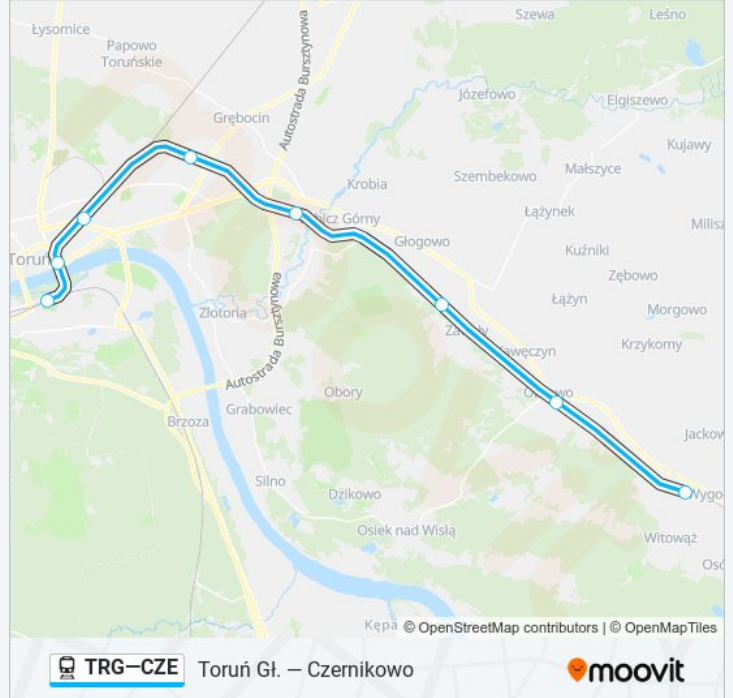 Szewa
Leśno
Łysomice
Papowo
Toruńskie
Autostrada Bursztynowa
Józefowo
Elgiszewo
Grębocin
Kujawy
Małszyce
Szembekowo
Krobia
Łążynek
bicz Górny
Głogowo
Kuźniki
Toruń
Zębowo
Łążyn
Złotoria
Morgowo
Krzykomy
Autostrada Bursztynowa
Obory
Grabowiec
Brzoza
Jackow
Silno
Dzikowo
Osiek nad Wisłą
Witowąż
Kępa
© OpenStreetMap contributors | © OpenMapTiles
TRG—CZE
Toruń Gł. — Czernikowo
moovit